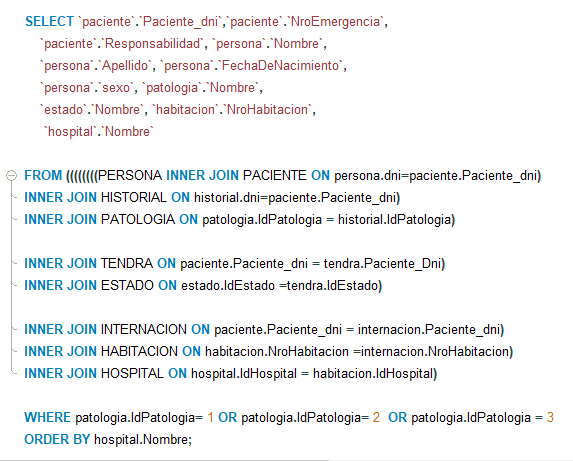 SELECT `paciente`.`Paciente_dni`,`paciente`.`NroEmergencia`,
`paciente`.`Responsabilidad`, `persona`.`Nombre`,
`persona`.`Apellido`, `persona`.`FechaDeNacimiento`,
`persona`.`sexo`, `patologia`.`Nombre`,
`estado`.`Nombre`, `habitacion`.`NroHabitacion`,
`hospital`.`Nombre`
FROM ((((((((PERSONA INNER JOIN PACIENTE ON persona.dni=paciente.Paciente_dni)
INNER JOIN HISTORIAL ON historial.dni=paciente.Paciente_dni)
INNER JOIN PATOLOGIA ON patologia.IdPatologia = historial.IdPatologia)
INNER JOIN TENDRA ON paciente.Paciente_dni = tendra.Paciente_Dni)
INNER JOIN ESTADO ON estado.IdEstado =tendra.IdEstado)
INNER JOIN INTERNACION ON paciente.Paciente_dni = internacion.Paciente_dni)
INNER JOIN HABITACION ON habitacion.NroHabitacion =internacion.NroHabitacion)
INNER JOIN HOSPITAL ON hospital.IdHospital = habitacion.IdHospital)
WHERE patologia.IdPatologia= 1 OR patologia.IdPatologia= 2 OR patologia.IdPatologia = 3
ORDER BY hospital.Nombre;